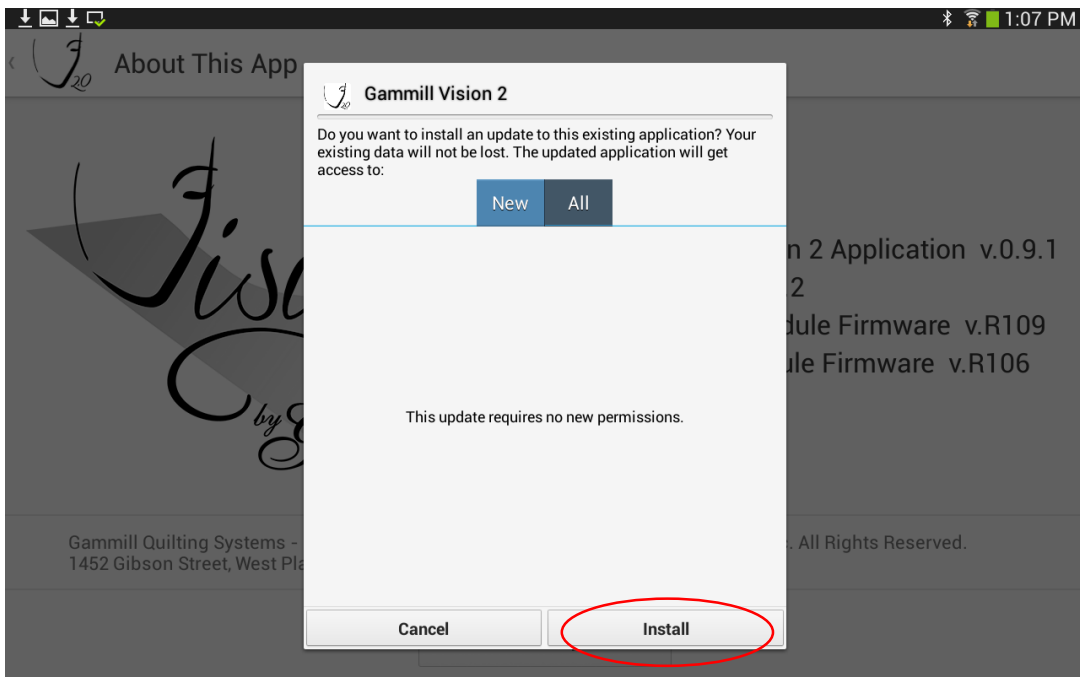 1:07 PM
20
About This App
20
Gammill Vision 2
Do you want to install an update to this existing application? Your
existing data will not be lost. The updated application will get
access to:
New
All
n 2 Application v.0.9.1
2
dule Firmware v.R109
ule Firmware v.R106
by
This update requires no new permissions.
Gammill Quilting Systems -
. All Rights Reserved.
1452 Gibson Street, West Pla
Cancel
Install